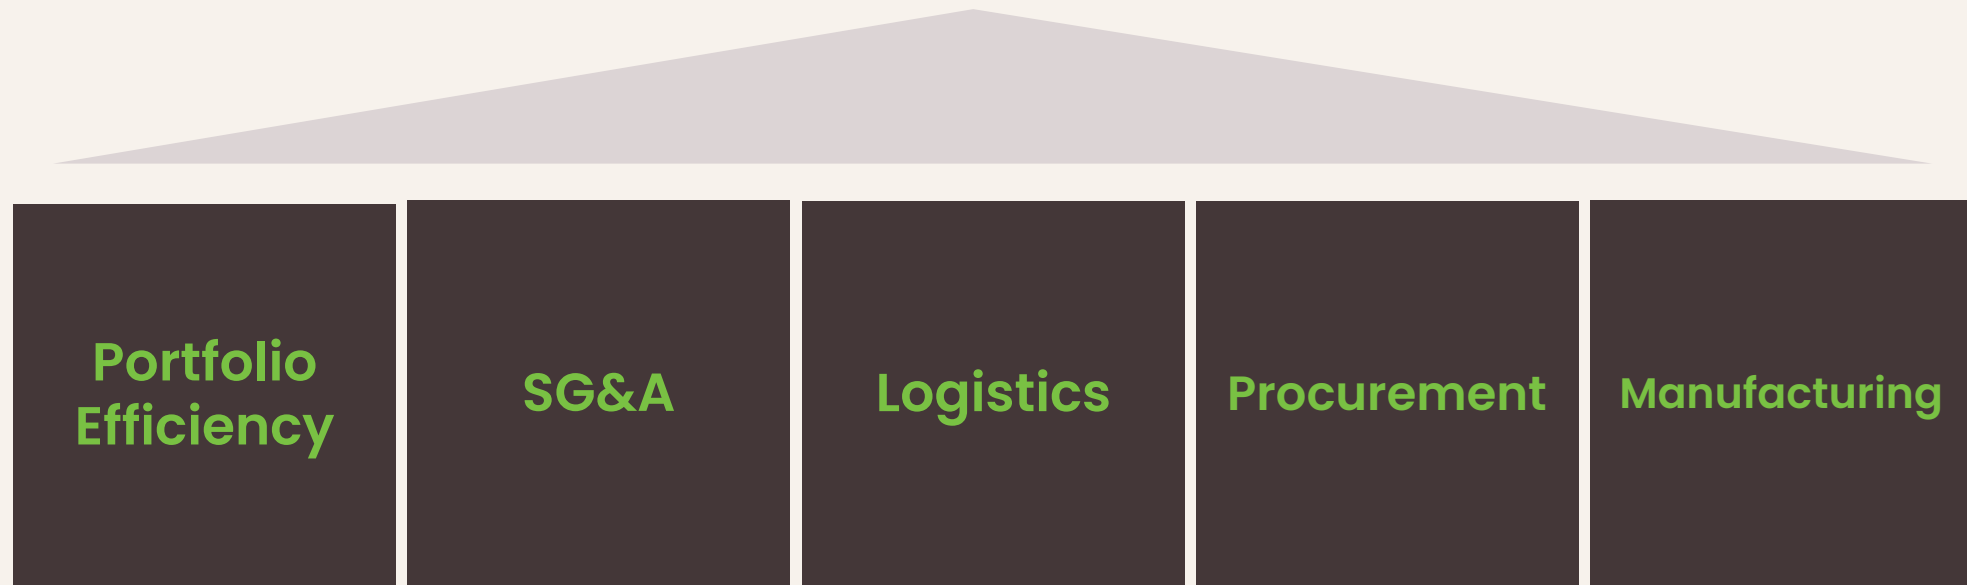 Portfolio
Efficiency
SG&A
Logistics
Procurement
Manufacturing